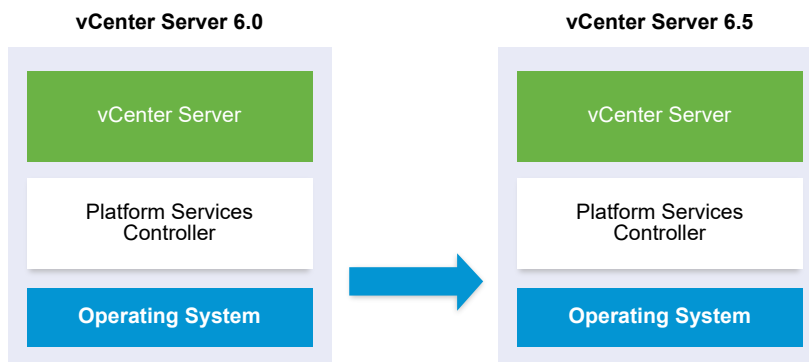 vCenter Server 6.0
vCenter Server
Platform Services
Controller
Operating System
vCenter Server 6.5
vCenter Server
Platform Services
Controller
Operating System